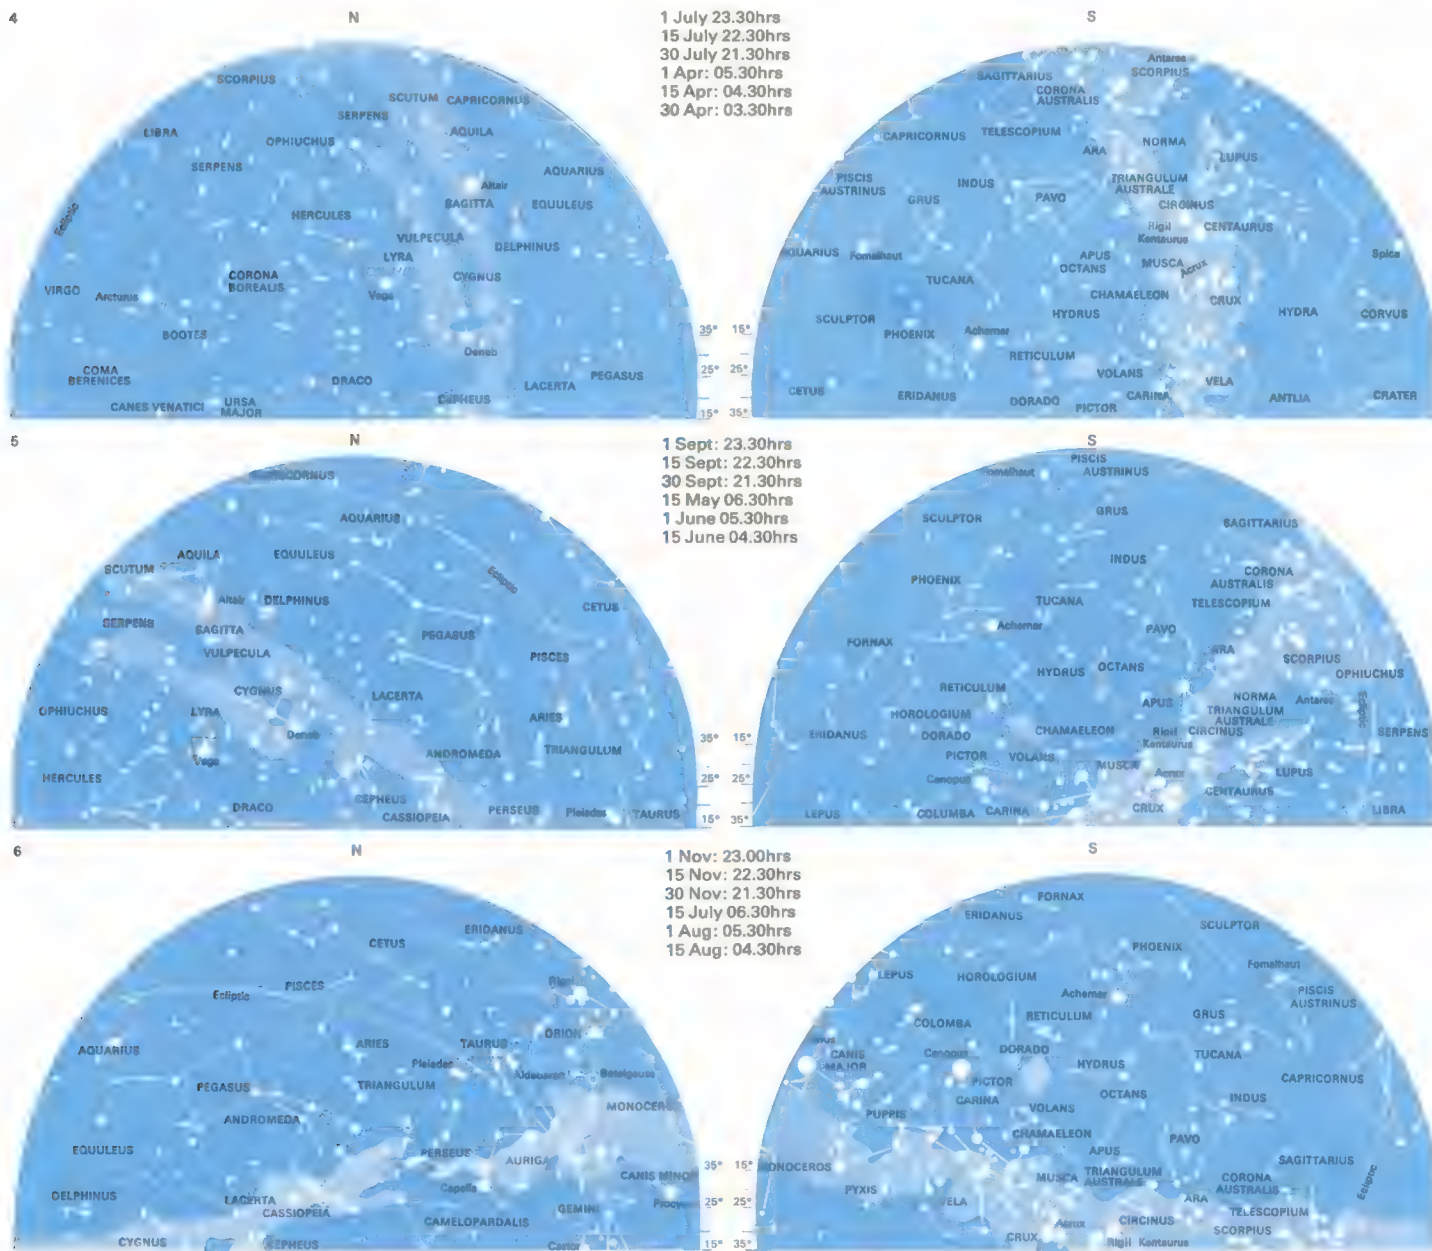 4
N
1 July 23.30hrs
15 July 22.30hrs
30 July 21.30hrs
1 Apr: 05.30hrs
15 Apr: 04.30hrs
30 Apr: 03.30hrs
S
SCORPIUS
SCUTUM
CAPRICORNUS
SERPENS
LIBRA
OPHIUCHUS
AQUILA
SERPENS
AQUARIUS
Altair
Ecliptic
HERCULES
SAGITTA
EQUULEUS
VULPECULA
DELPHINUS
LYRA
CORONA
BOREALIS
CYGNUS
VIRGO
Arcturus
Vega
BOOTES
Deneb
COMA
BERENICES
DRACO
LACERTA
PEGASUS
CANES VENATICI
URSA
MAJOR
CEPHEUS
35° 15°
25° 25°
15° 35°
Antares
SAGITTARIUS
SCORPIUS
CORONA
AUSTRALIS
CAPRICORNUS
TELESCOPIUM
NORMA
ARA
LUPUS
PISCIS
AUSTRINUS
INDUS
TRIANGULUM
AUSTRALE
GRUS
PAVO
CIRCINUS
Rigil
Kentaurus
CENTAURUS
QUARIUS
Fomalhaut
APUS
OCTANS
MUSCA
Acrux
Spica
TUCANA
CHAMAELEON
CRUX
SCULPTOR
HYDRUS
HYDRA
CORVUS
PHOENIX
Achernar
RETICULUM
VOLANS
VELA
CETUS
ERIDANUS
DORADO
PICTOR
CARINA
ANTLIA
CRATER
5
N
1 Sept: 23.30hrs
15 Sept: 22.30hrs
30 Sept: 21.30hrs
15 May 06.30hrs
1 June 05.30hrs
15 June 04.30hrs
S
CORNUS
AQUARIUS
AQUILA
EQUULEUS
SCUTUM
Ecliptic
Altair
DELPHINUS
CETUS
SERPENS
SAGITTA
PEGASUS
VULPECULA
PISCES
CYGNUS
LACERTA
OPHIUCHUS
LYRA
ARIES
Deneb
Vega
ANDROMEDA
TRIANGULUM
HERCULES
DRACO
CEPHEUS
CASSIOPEIA
PERSEUS
Pleiades
TAURUS
35° 15°
25° 25°
15° 35°
PISCIS
AUSTRINUS
omalhaut
SCULPTOR
GRUS
SAGITTARIUS
INDUS
PHOENIX
CORONA
AUSTRALIS
TUCANA
TELESCOPIUM
Achernar
PAVO
FORNAX
ARA
SCORPIUS
HYDRUS
OCTANS
OPHIUCHUS
RETICULUM
APUS
NORMA
Antares
Ecliptic
HOROLOGIUM
TRIANGULUM
AUSTRALE
ERIDANUS
DORADO
CHAMAELEON
Rigil
Kentaurus
CIRCINUS
SERPENS
PICTOR
VOLANS
MUSCA
Canopus
Acrux
LUPUS
CENTAURUS
LEPUS
COLUMBA
CARINA
CRUX
LIBRA
6
N
1 Nov: 23.00hrs
15 Nov: 22.30hrs
30 Nov: 21.30hrs
15 July 06.30hrs
1 Aug: 05.30hrs
15 Aug: 04.30hrs
S
ERIDANUS
CETUS
Ecliptic
PISCES
Rigel
ORION
AQUARIUS
ARIES
TAURUS
Pleiades
Aldebaran
Betelgeuse
PEGASUS
TRIANGULUM
MONOCEROS
ANDROMEDA
EQUULEUS
PERSEUS
AURIGA
CANIS MINO
DELPHINUS
LACERTA
Capella
CASSIOPEIA
GEMINI
Procy
CAMELOPARDALIS
CYGNUS
CEPHEUS
Castor
35° 15°
25° 25°
15° 35°
FORNAX
ERIDANUS
SCULPTOR
PHOENIX
LEPUS
HOROLOGIUM
Fomalhaut
Achernar
PISCIS
AUSTRINUS
RETICULUM
GRUS
COLOMBA
CANIS
MAJOR
Canopus
DORADO
HYDRUS
TUCANA
PICTOR
CAPRICORNUS
CARINA
OCTANS
INDUS
VOLANS
PUPPIS
CHAMAELEON
PAVO
APUS
SAGITTARIUS
ONOCEROS
MUSCA
TRIANGULUM
AUSTRALE
CORONA
AUSTRALIS
Ecliptic
PYXIS
VELA
ARA
TELESCOPIUM
Acrux
CIRCINUS
SCORPIUS
CRUX
Rigil Kentaurus